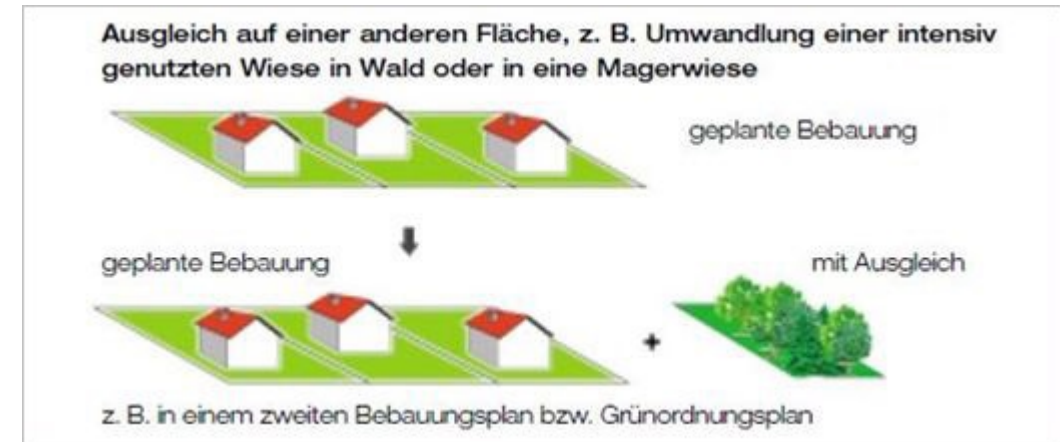 Ausgleich auf einer anderen Fläche, z. B. Umwandlung einer intensiv
genutzten Wiese in Wald oder in eine Magerwiese
geplante Bebauung
geplante Bebauung
mit Ausgleich
+
z. B. in einem zweiten Bebauungsplan bzw. Grünordnungsplan